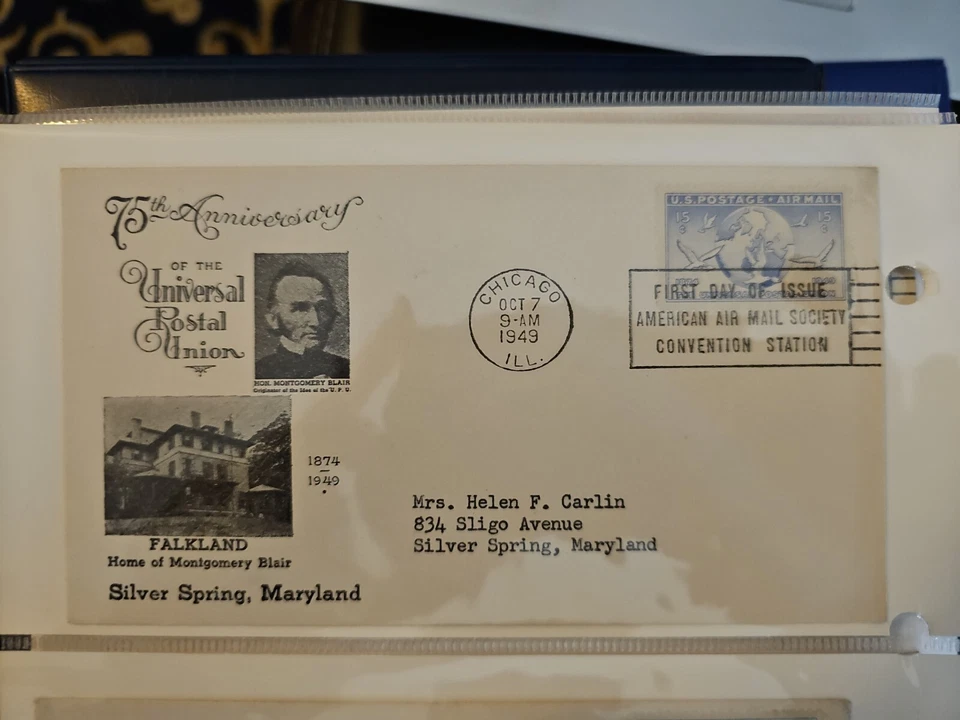 75th Anniversary
OF THE
Universal
Postal
Union
HON. MONTGOMERY BLAIR
Originator of the Idea of the U. P. U.
FALKLAND
Home of Montgomery Blair
Silver Spring, Maryland
1874
1949
CHICAGO
OCT 7
9-AM
1949
ILL.
U.S. POSTAGE • AIR MAIL
15 15
FIRST DAY OF ISSUE
AMERICAN AIR MAIL SOCIETY
CONVENTION STATION
Mrs. Helen F. Carlin
834 Sligo Avenue
Silver Spring, Maryland